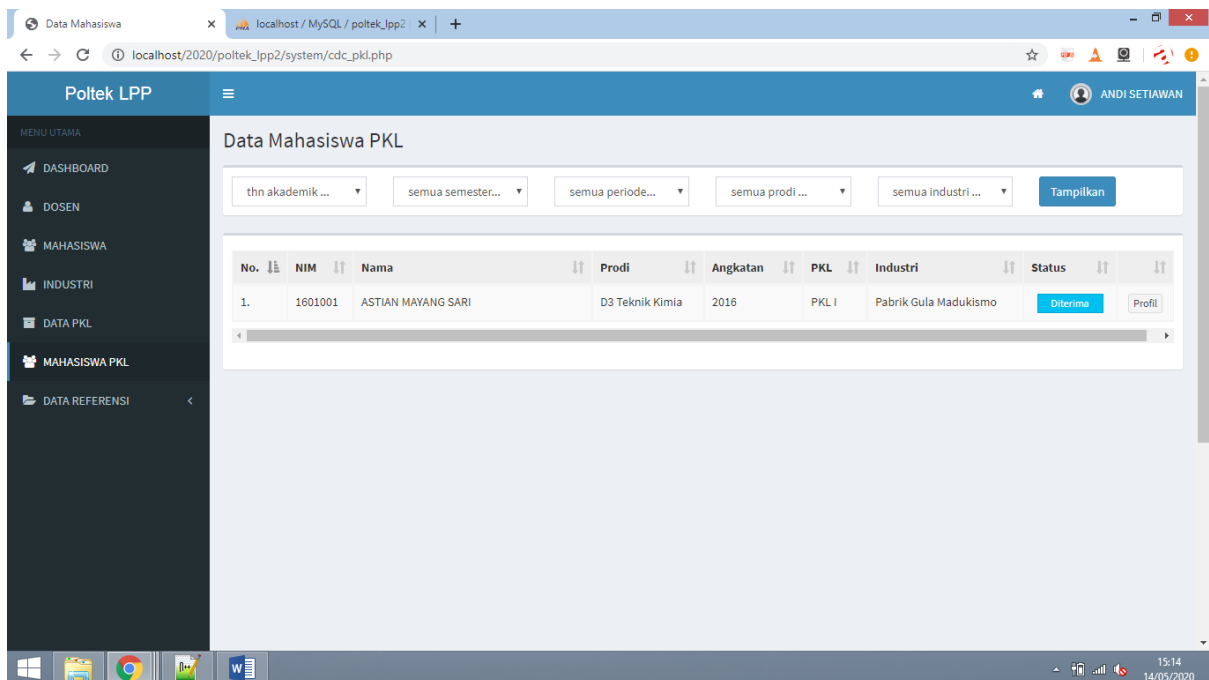 Data Mahasiswa
localhost / MySQL / poltek_lpp2
localhost/2020/poltek_lpp2/system/cdc_pkl.php
Poltek LPP
ANDI SETIAWAN
MENU UTAMA
DASHBOARD
DOSEN
MAHASISWA
INDUSTRI
DATA PKL
MAHASISWA PKL
DATA REFERENSI
Data Mahasiswa PKL
thn akademik ... semua semester... semua periode... semua prodi ... semua industri ... Tampilkan
No. NIM Nama Prodi Angkatan PKL Industri Status
1. 1601001 ASTIAN MAYANG SARI D3 Teknik Kimia 2016 PKL I Pabrik Gula Madukismo Diterima Profil
15:14
14/05/2020